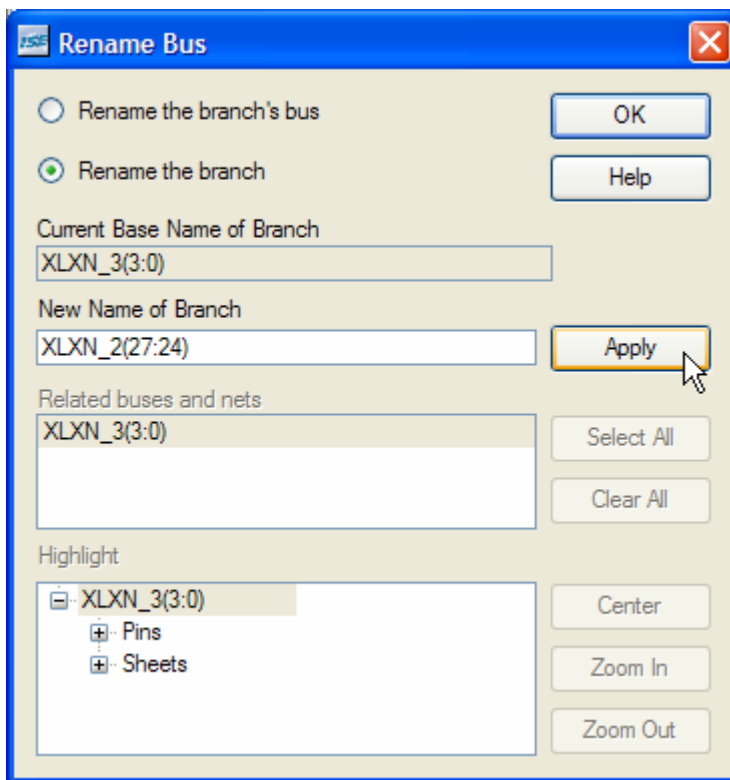 ISE Rename Bus
Rename the branch's bus
OK
Rename the branch
Help
Current Base Name of Branch
XLXN_3(3:0)
New Name of Branch
XLXN_2(27:24)
Apply
Related buses and nets
XLXN_3(3:0)
Select All
Clear All
Highlight
XLXN_3(3:0)
Center
Pins
Sheets
Zoom In
Zoom Out